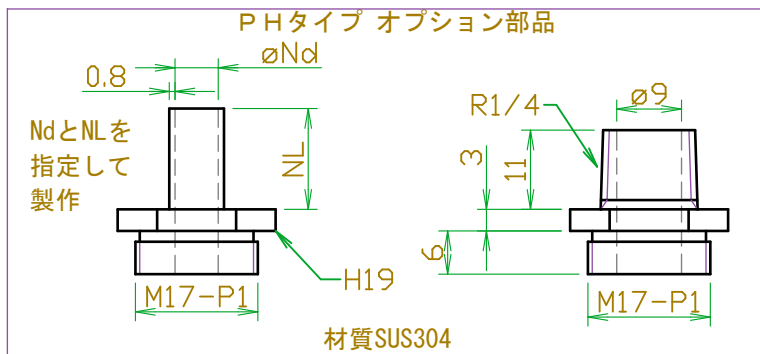 PHタイプ オプション部品
øNd
0.8
NdとNLを
指定して
製作
NL
H19
M17-P1
R1/4
ø9
3
11
6
M17-P1
材質SUS304